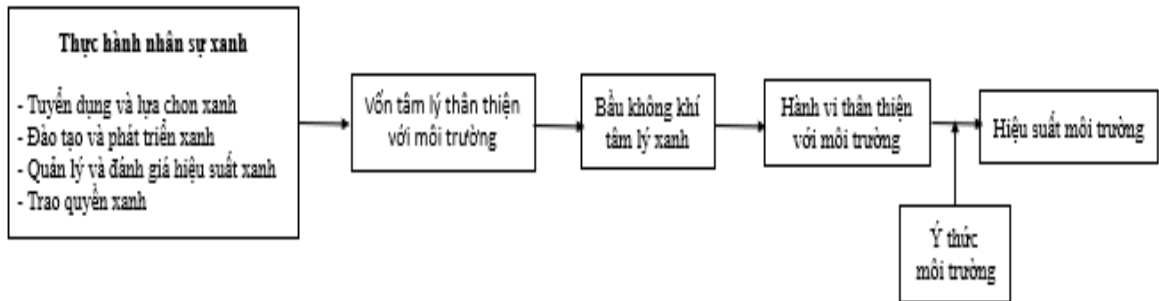 Thực hành nhân sự xanh
- Tuyển dụng và lựa chon xanh
- Đào tạo và phát triển xanh
- Quản lý và đánh giá hiệu suất xanh
- Trao quyền xanh
Vốn tâm lý thân thiện
với môi trường
Bầu không khí
tâm lý xanh
Hành vi thân thiện
với môi trường
Hiệu suất môi trường
Ý thức
môi trường